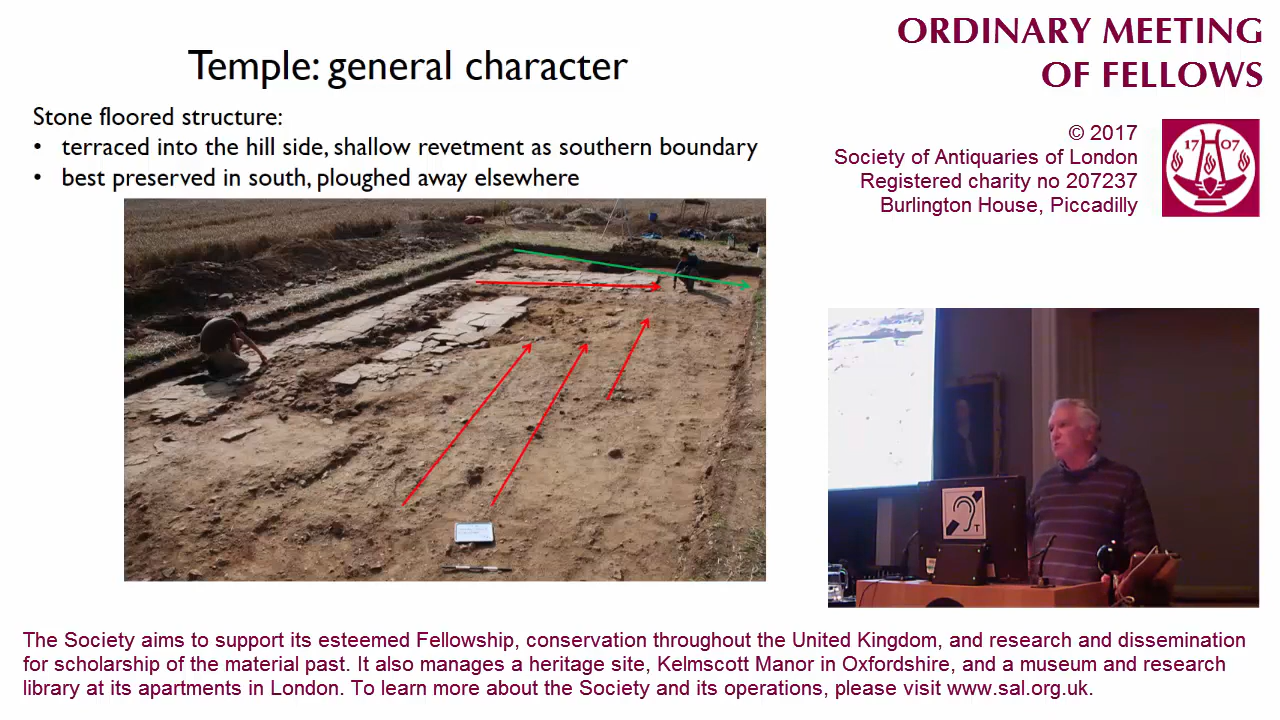 Temple: general character
Stone floored structure:
• terraced into the hill side, shallow revetment as southern boundary
• best preserved in south, ploughed away elsewhere
ORDINARY MEETING
OF FELLOWS
© 2017
Society of Antiquaries of London
Registered charity no 207237
Burlington House, Piccadilly
17 07
T
The Society aims to support its esteemed Fellowship, conservation throughout the United Kingdom, and research and dissemination
for scholarship of the material past. It also manages a heritage site, Kelmscott Manor in Oxfordshire, and a museum and research
library at its apartments in London. To learn more about the Society and its operations, please visit www.sal.org.uk.